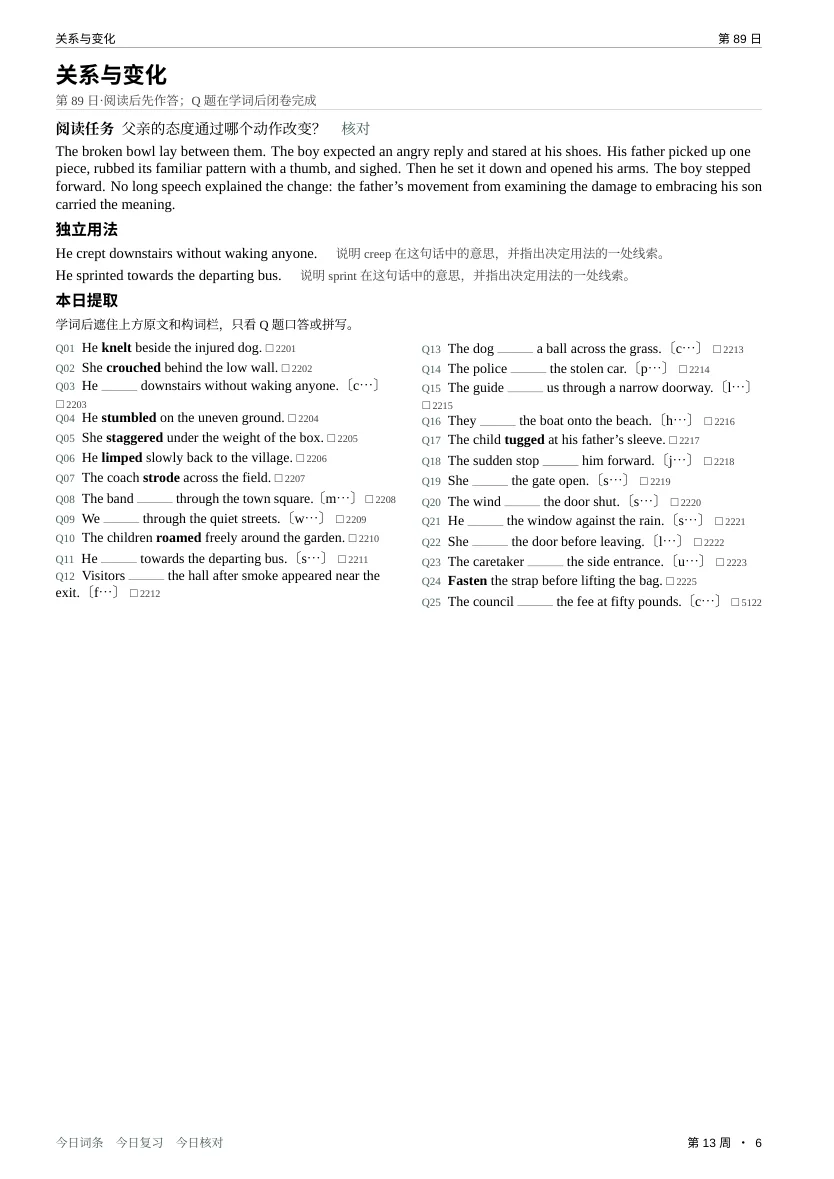 关系与变化
第 89 日
关系与变化
第 89 日·阅读后先作答；Q 题在学词后闭卷完成
阅读任务 父亲的态度通过哪个动作改变？ 核对
The broken bowl lay between them. The boy expected an angry reply and stared at his shoes. His father picked up one
piece, rubbed its familiar pattern with a thumb, and sighed. Then he set it down and opened his arms. The boy stepped
forward. No long speech explained the change: the father’s movement from examining the damage to embracing his son
carried the meaning.
独立用法
He crept downstairs without waking anyone. 说明 creep 在这句话中的意思，并指出决定用法的一处线索。
He sprinted towards the departing bus. 说明 sprint 在这句话中的意思，并指出决定用法的一处线索。
本日提取
学词后遮住上方原文和构词栏，只看 Q 题口答或拼写。
Q01 He knelt beside the injured dog. □ 2201
Q02 She crouched behind the low wall. □ 2202
Q03 He _____ downstairs without waking anyone.〔c···〕
□ 2203
Q04 He stumbled on the uneven ground. □ 2204
Q05 She staggered under the weight of the box. □ 2205
Q06 He limped slowly back to the village. □ 2206
Q07 The coach strode across the field. □ 2207
Q08 The band _____ through the town square.〔m···〕 □ 2208
Q09 We _____ through the quiet streets.〔w···〕 □ 2209
Q10 The children roamed freely around the garden. □ 2210
Q11 He _____ towards the departing bus.〔s···〕 □ 2211
Q12 Visitors _____ the hall after smoke appeared near the
exit.〔f···〕 □ 2212
Q13 The dog _____ a ball across the grass.〔c···〕 □ 2213
Q14 The police _____ the stolen car.〔p···〕 □ 2214
Q15 The guide _____ us through a narrow doorway.〔l···〕
□ 2215
Q16 They _____ the boat onto the beach.〔h···〕 □ 2216
Q17 The child tugged at his father’s sleeve. □ 2217
Q18 The sudden stop _____ him forward.〔j···〕 □ 2218
Q19 She _____ the gate open.〔s···〕 □ 2219
Q20 The wind _____ the door shut.〔s···〕 □ 2220
Q21 He _____ the window against the rain.〔s···〕 □ 2221
Q22 She _____ the door before leaving.〔l···〕 □ 2222
Q23 The caretaker _____ the side entrance.〔u···〕 □ 2223
Q24 Fasten the strap before lifting the bag. □ 2225
Q25 The council _____ the fee at fifty pounds.〔c···〕 □ 5122
今日词条 今日复习 今日核对
第 13 周 · 6